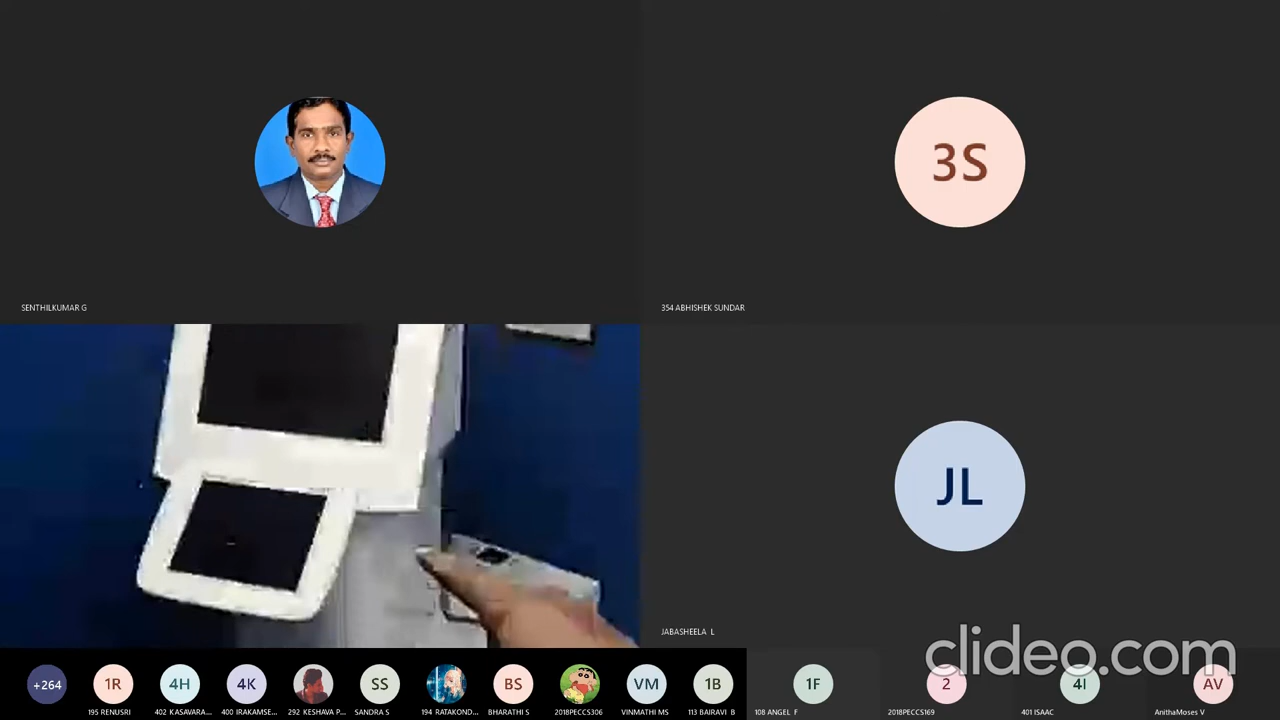 3S
SENTHILKUMAR G
354 ABHISHEK SUNDAR
JL
JABASHEELA L
clideo.com
+264
1R
4H
4K
SS
BS
VM
1B
1F
2
4I
AV
195 RENUSRI
402 KASAVARA...
400 IRAKAMSE...
292 KESHAVA P...
SANDRA S
194 RATAKOND...
BHARATHI S
2018PECCS306
VINMATHI MS
113 BAIRAVI B
108 ANGEL F
2018PECCS169
401 ISAAC
AnithaMoses V